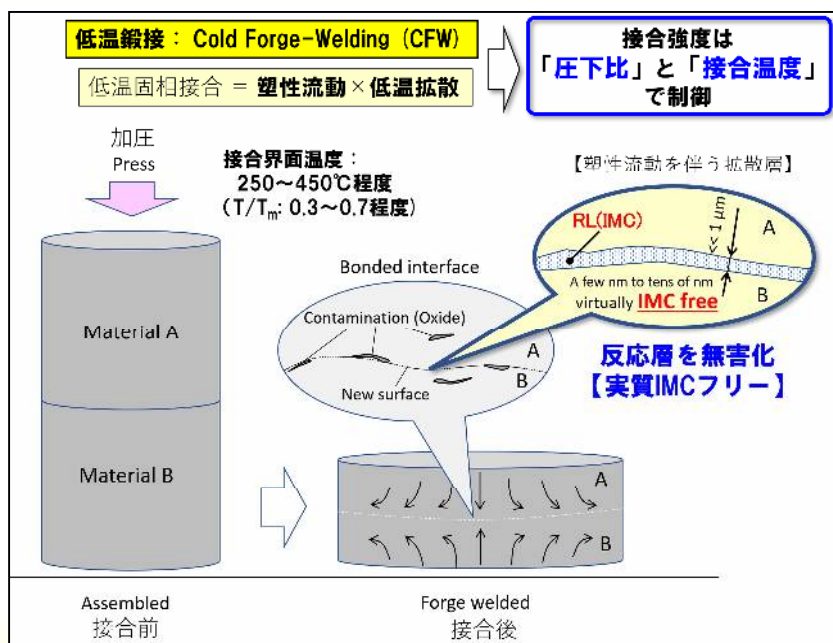 低温鍛接： Cold Forge-Welding (CFW)
低温固相接合 = 塑性流動×低温拡散
接合強度は
「圧下比」と「接合温度」
で制御
加圧
Press
接合界面温度：
250～450℃程度
(T/Tm: 0.3～0.7程度)
【塑性流動を伴う拡散層】
RL(IMC)
<< 1 μm
A
A few nm to tens of nm
virtually IMC free
B
Bonded interface
Contamination (Oxide)
A
B
New surface
反応層を無害化
【実質IMCフリー】
Material A
Material B
A
B
Assembled
接合前
Forge welded
接合後